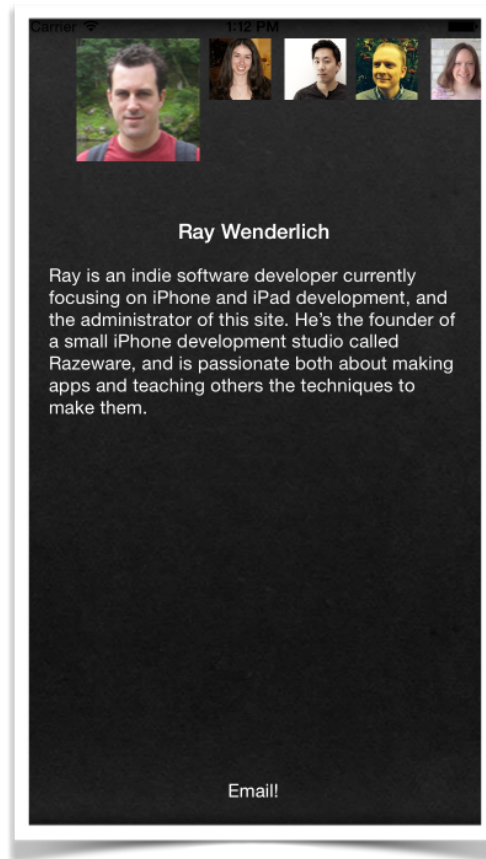 Carrier 1:12 PM
Ray Wenderlich
Ray is an indie software developer currently
focusing on iPhone and iPad development, and
the administrator of this site. He’s the founder of
a small iPhone development studio called
Razeware, and is passionate both about making
apps and teaching others the techniques to
make them.
Email!